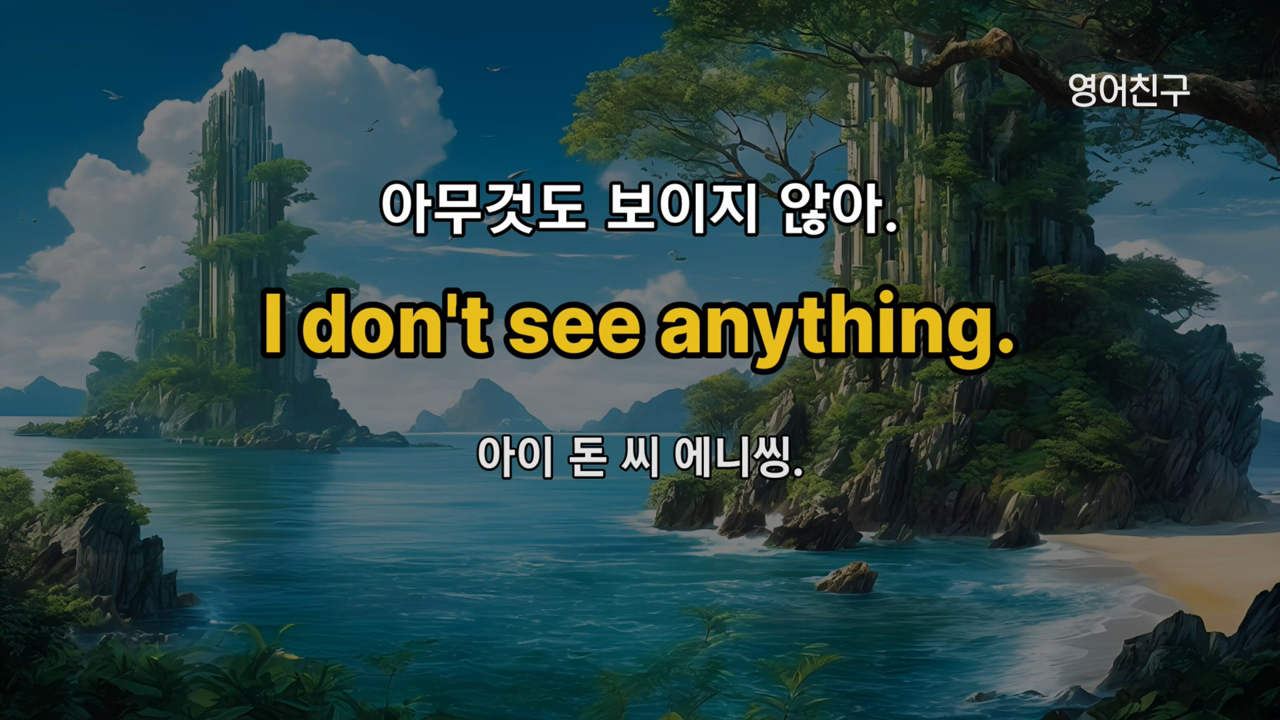 영어친구
아무것도 보이지 않아.
I don't see anything.
아이 돈 씨 에니씽.